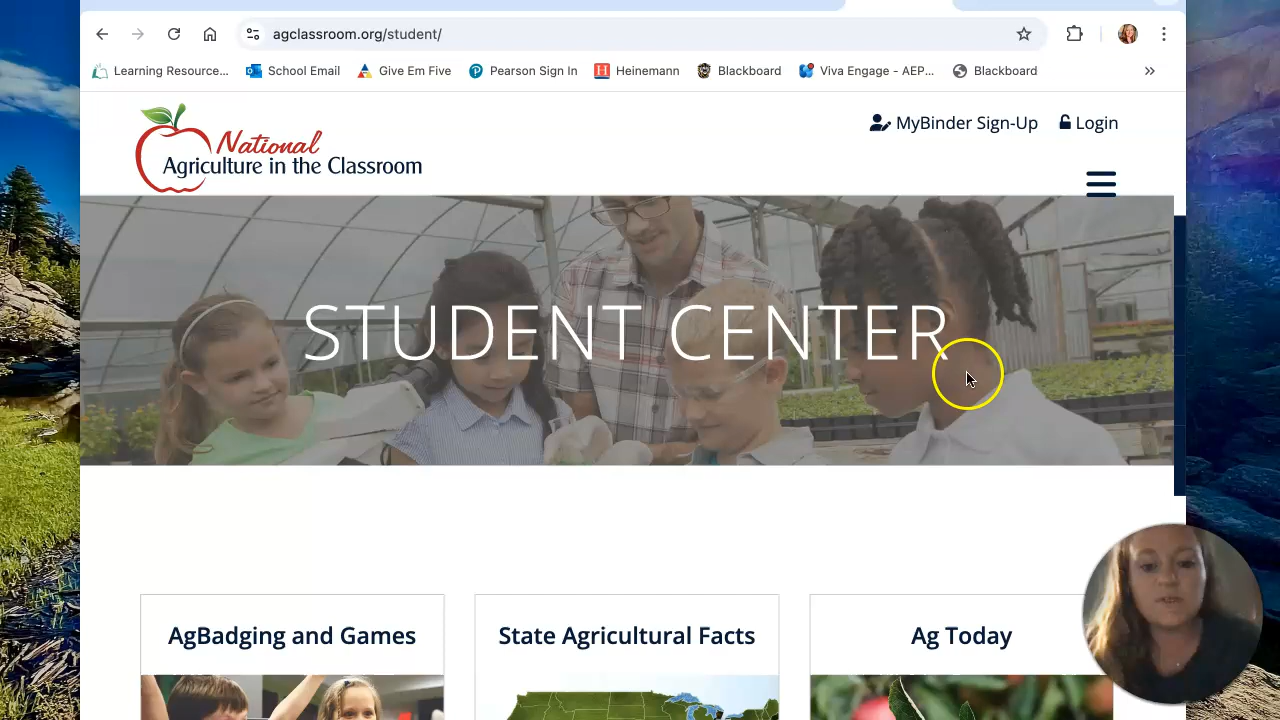 agclassroom.org/student/
Learning Resource... School Email Give Em Five Pearson Sign In Heinemann Blackboard Viva Engage - AEP... Blackboard »
National
Agriculture in the Classroom
MyBinder Sign-Up Login
STUDENT CENTER
AgBadging and Games State Agricultural Facts Ag Today